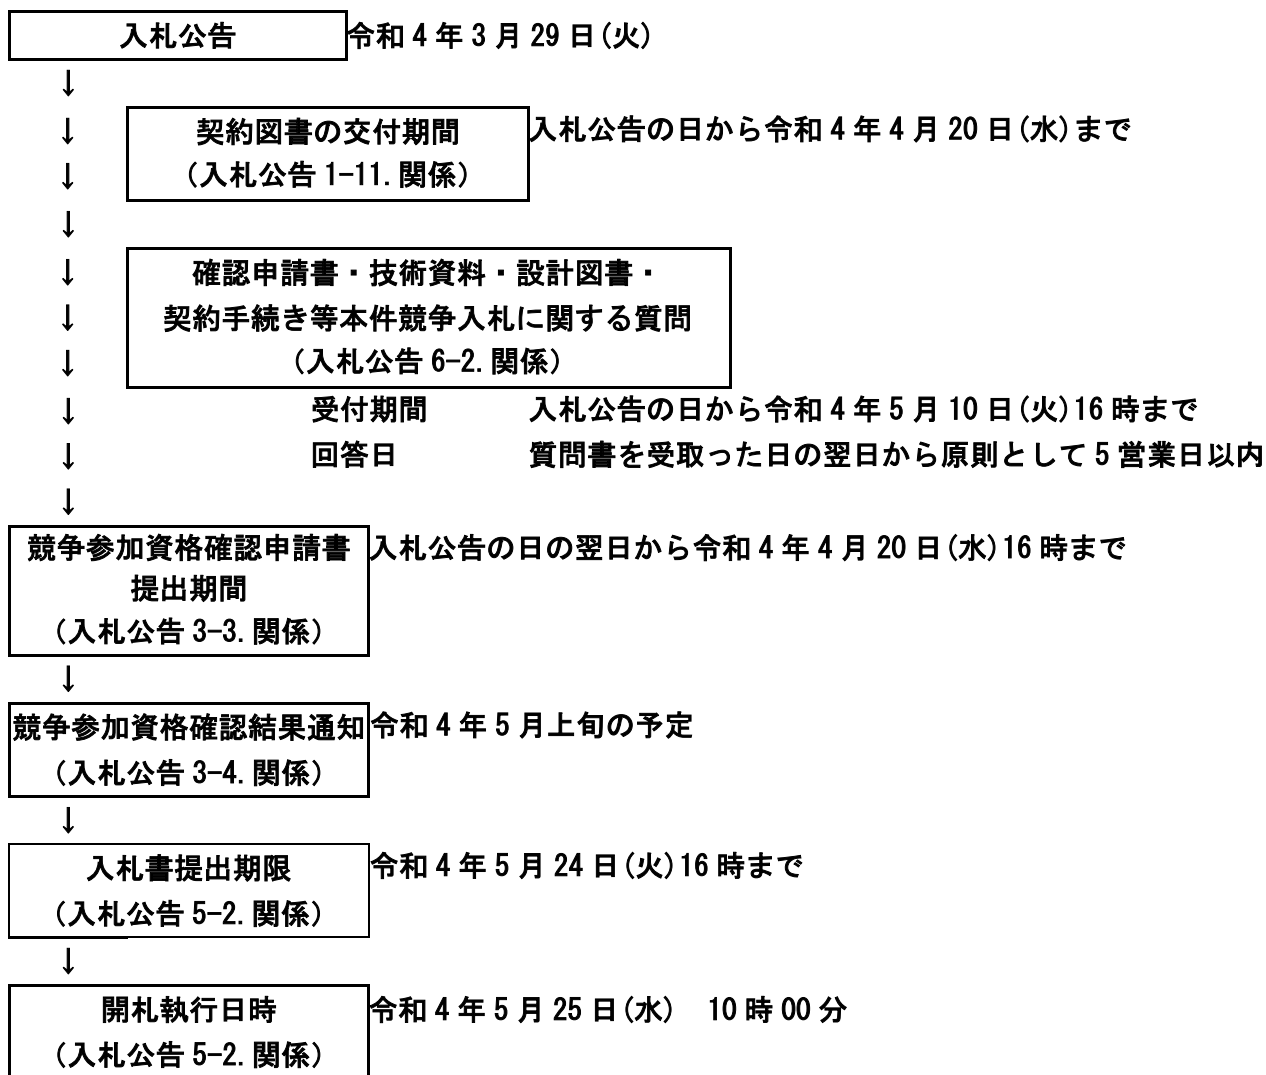 入札公告 令和4年3月29日(火)
↓
↓ 契約図書の交付期間 入札公告の日から令和4年4月20日(水)まで
↓ (入札公告1-11.関係)
↓
↓ 確認申請書・技術資料・設計図書・
↓ 契約手続き等本件競争入札に関する質問
↓ (入札公告6-2.関係)
↓ 受付期間 入札公告の日から令和4年5月10日(火)16時まで
↓ 回答日 質問書を受取った日の翌日から原則として5営業日以内
↓
競争参加資格確認申請書 入札公告の日の翌日から令和4年4月20日(水)16時まで
提出期間
(入札公告3-3.関係)
↓
競争参加資格確認結果通知 令和4年5月上旬の予定
(入札公告3-4.関係)
↓
入札書提出期限 令和4年5月24日(火)16時まで
(入札公告5-2.関係)
↓
開札執行日時 令和4年5月25日(水) 10時00分
(入札公告5-2.関係)